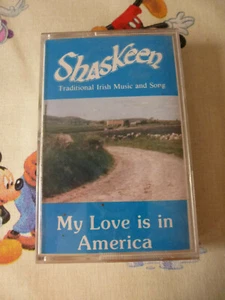 Shaskeen
Traditional Irish Music and Song
My Love is in
America